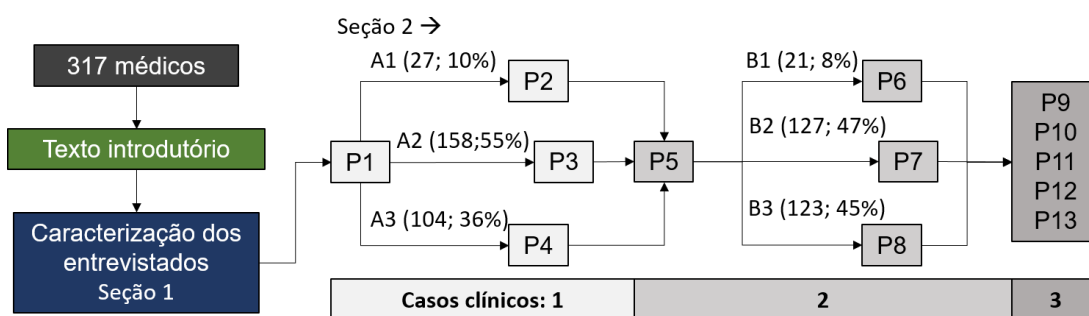 317 médicos
Texto introdutório
Caracterização dos
entrevistados
Seção 1
Seção 2 →
P1
A1 (27; 10%)
P2
A2 (158;55%)
P3
A3 (104; 36%)
P4
P5
B1 (21; 8%)
P6
B2 (127; 47%)
P7
B3 (123; 45%)
P8
P9
P10
P11
P12
P13
Casos clínicos: 1
2
3